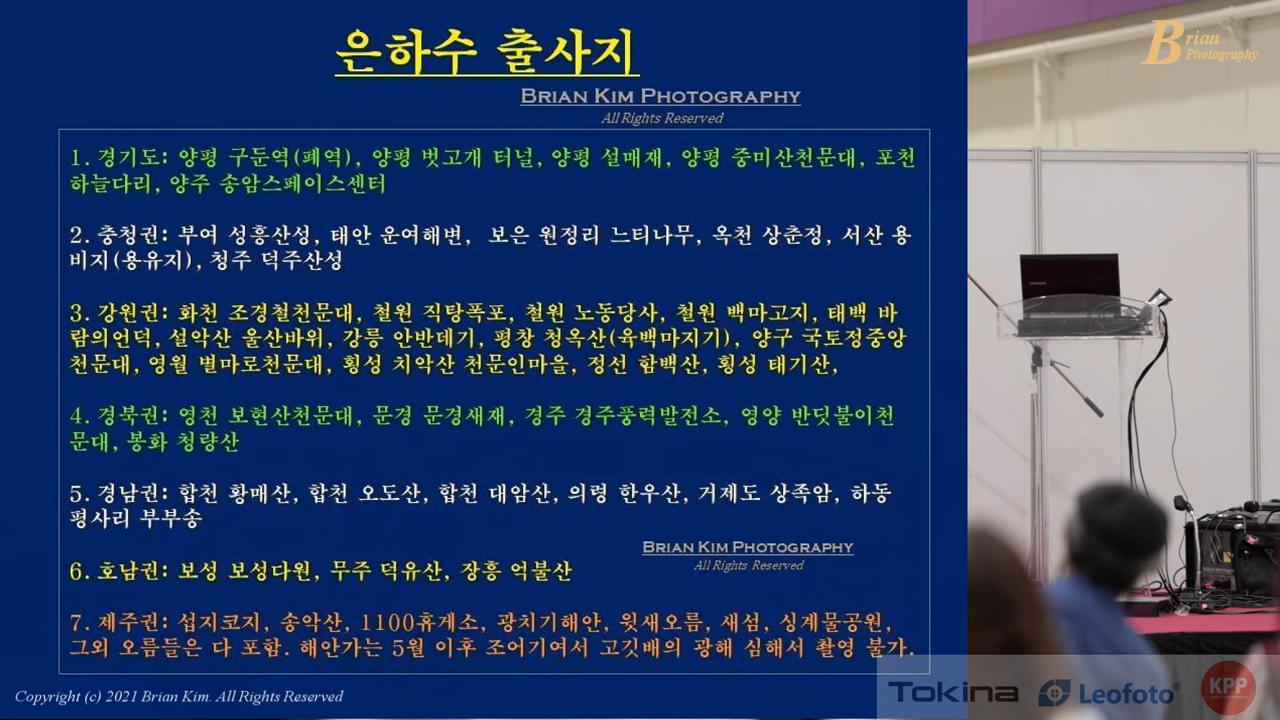 은하수 출사지
BRIAN KIM PHOTOGRAPHY
All Rights Reserved
Brian
Photography
1. 경기도: 양평 구둔역(폐역), 양평 벗고개 터널, 양평 설매재, 양평 중미산천문대, 포천
하늘다리, 양주 송암스페이스센터
2. 충청권: 부여 성흥산성, 태안 운여해변, 보은 원정리 느티나무, 옥천 상춘정, 서산 용
비지(용유지), 청주 덕주산성
3. 강원권: 화천 조경철천문대, 철원 직탕폭포, 철원 노동당사, 철원 백마고지, 태백 바
람의언덕, 설악산 울산바위, 강릉 안반데기, 평창 청옥산(육백마지기), 양구 국토정중앙
천문대, 영월 별마로천문대, 횡성 치악산 천문인마을, 정선 함백산, 횡성 태기산,
4. 경북권: 영천 보현산천문대, 문경 문경새재, 경주 경주풍력발전소, 영양 반딧불이천
문대, 봉화 청량산
5. 경남권: 합천 황매산, 합천 오도산, 합천 대암산, 의령 한우산, 거제도 상족암, 하동
평사리 부부송
BRIAN KIM PHOTOGRAPHY
All Rights Reserved
6. 호남권: 보성 보성다원, 무주 덕유산, 장흥 억불산
7. 제주권: 섭지코지, 송악산, 1100휴게소, 광치기해안, 윗새오름, 새섬, 싱계물공원,
그외 오름들은 다 포함. 해안가는 5월 이후 조어기여서 고깃배의 광해 심해서 촬영 불가.
Copyright (c) 2021 Brian Kim. All Rights Reserved
Tokina Leofoto® KPP